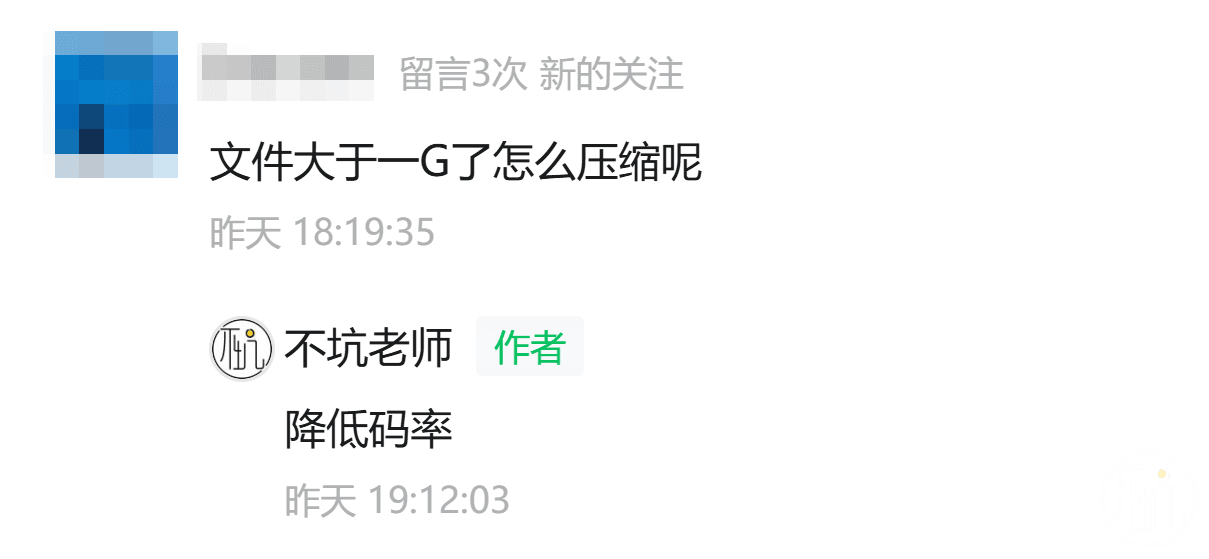 留言3次 新的关注
文件大于一G了怎么压缩呢
昨天 18:19:35
不坑老师 作者
降低码率
昨天 19:12:03